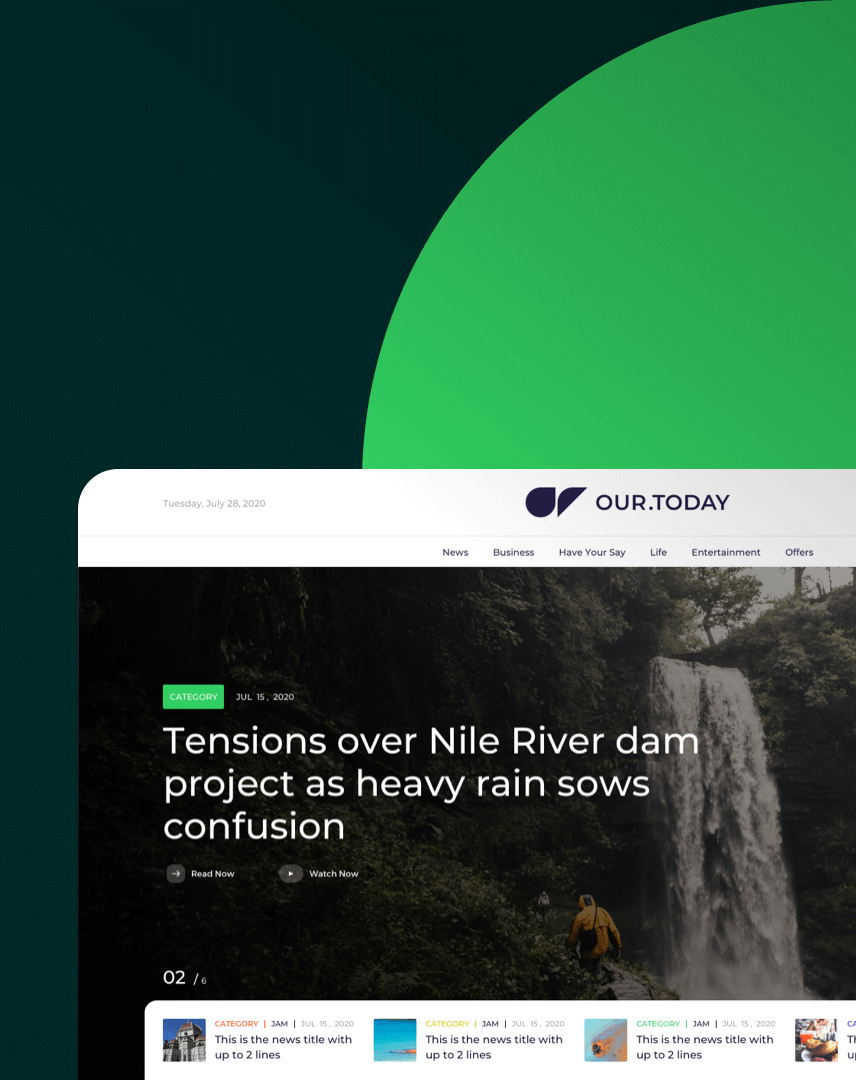 Tuesday, July 28, 2020
OUR.TODAY
News Business Have Your Say Life Entertainment Offers
CATEGORY JUL 15, 2020
Tensions over Nile River dam
project as heavy rain sows
confusion
Read Now Watch Now
02 / 6
CATEGORY | JAM | JUL 15, 2020
This is the news title with
up to 2 lines
CATEGORY | JAM | JUL 15, 2020
This is the news title with
up to 2 lines
CATEGORY | JAM | JUL 15, 2020
This is the news title with
up to 2 lines